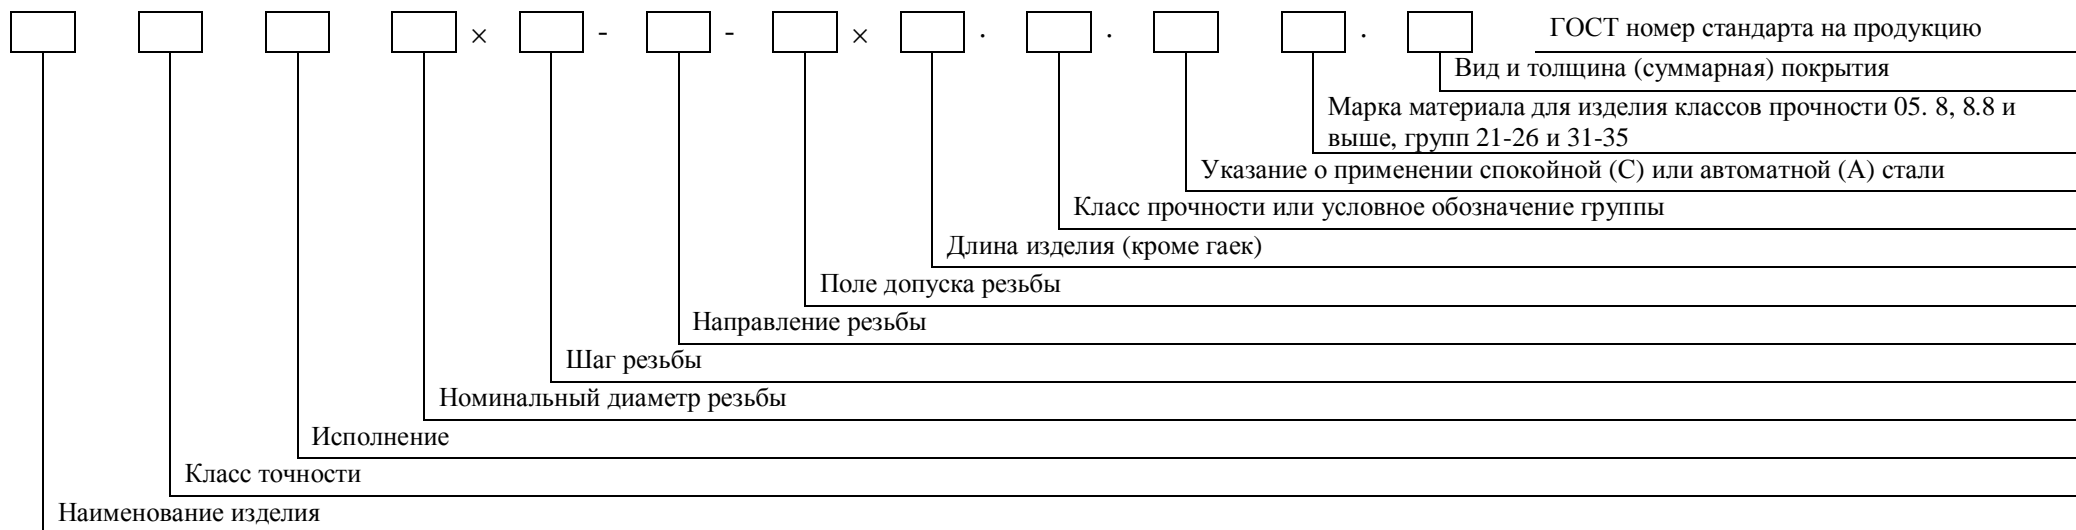 × - - × . . . ГОСТ номер стандарта на продукцию
Вид и толщина (суммарная) покрытия
Марка материала для изделия классов прочности 05. 8, 8.8 и
выше, групп 21-26 и 31-35
Указание о применении спокойной (С) или автоматной (А) стали
Класс прочности или условное обозначение группы
Длина изделия (кроме гаек)
Поле допуска резьбы
Направление резьбы
Шаг резьбы
Номинальный диаметр резьбы
Исполнение
Класс точности
Наименование изделия